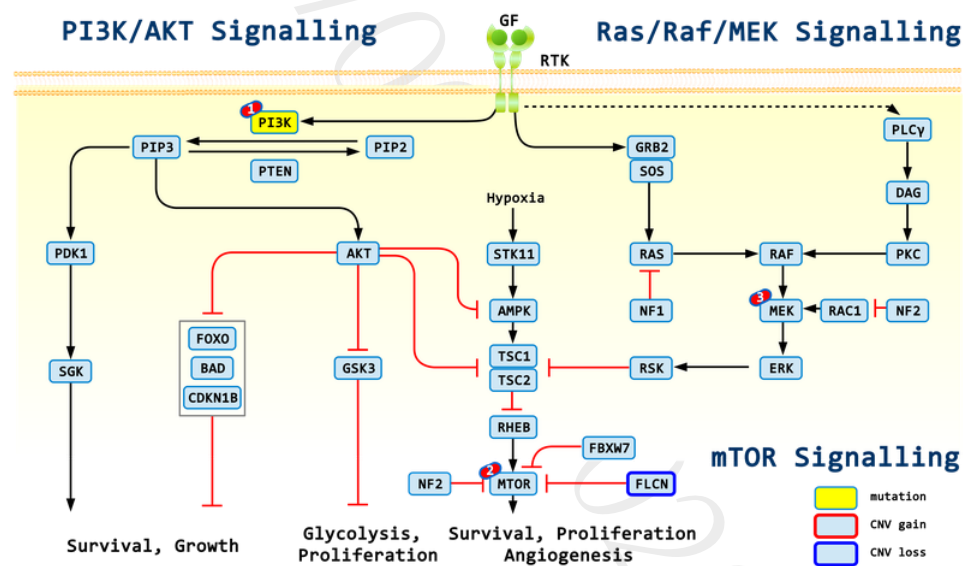 PI3K/AKT Signalling
GF
RTK
Ras/Raf/MEK Signalling
1
PI3K
PIP3
PIP2
PTEN
GRB2
SOS
PLCγ
DAG
Hypoxia
PDK1
AKT
STK11
RAS
RAF
PKC
AMPK
NF1
3
MEK
RAC1
NF2
FOXO
BAD
CDKN1B
SGK
GSK3
TSC1
TSC2
RSK
ERK
RHEB
FBXW7
NF2
2
MTOR
FLCN
mTOR Signalling
mutation
CNV gain
CNV loss
Survival, Growth
Glycolysis,
Proliferation
Survival, Proliferation
Angiogenesis